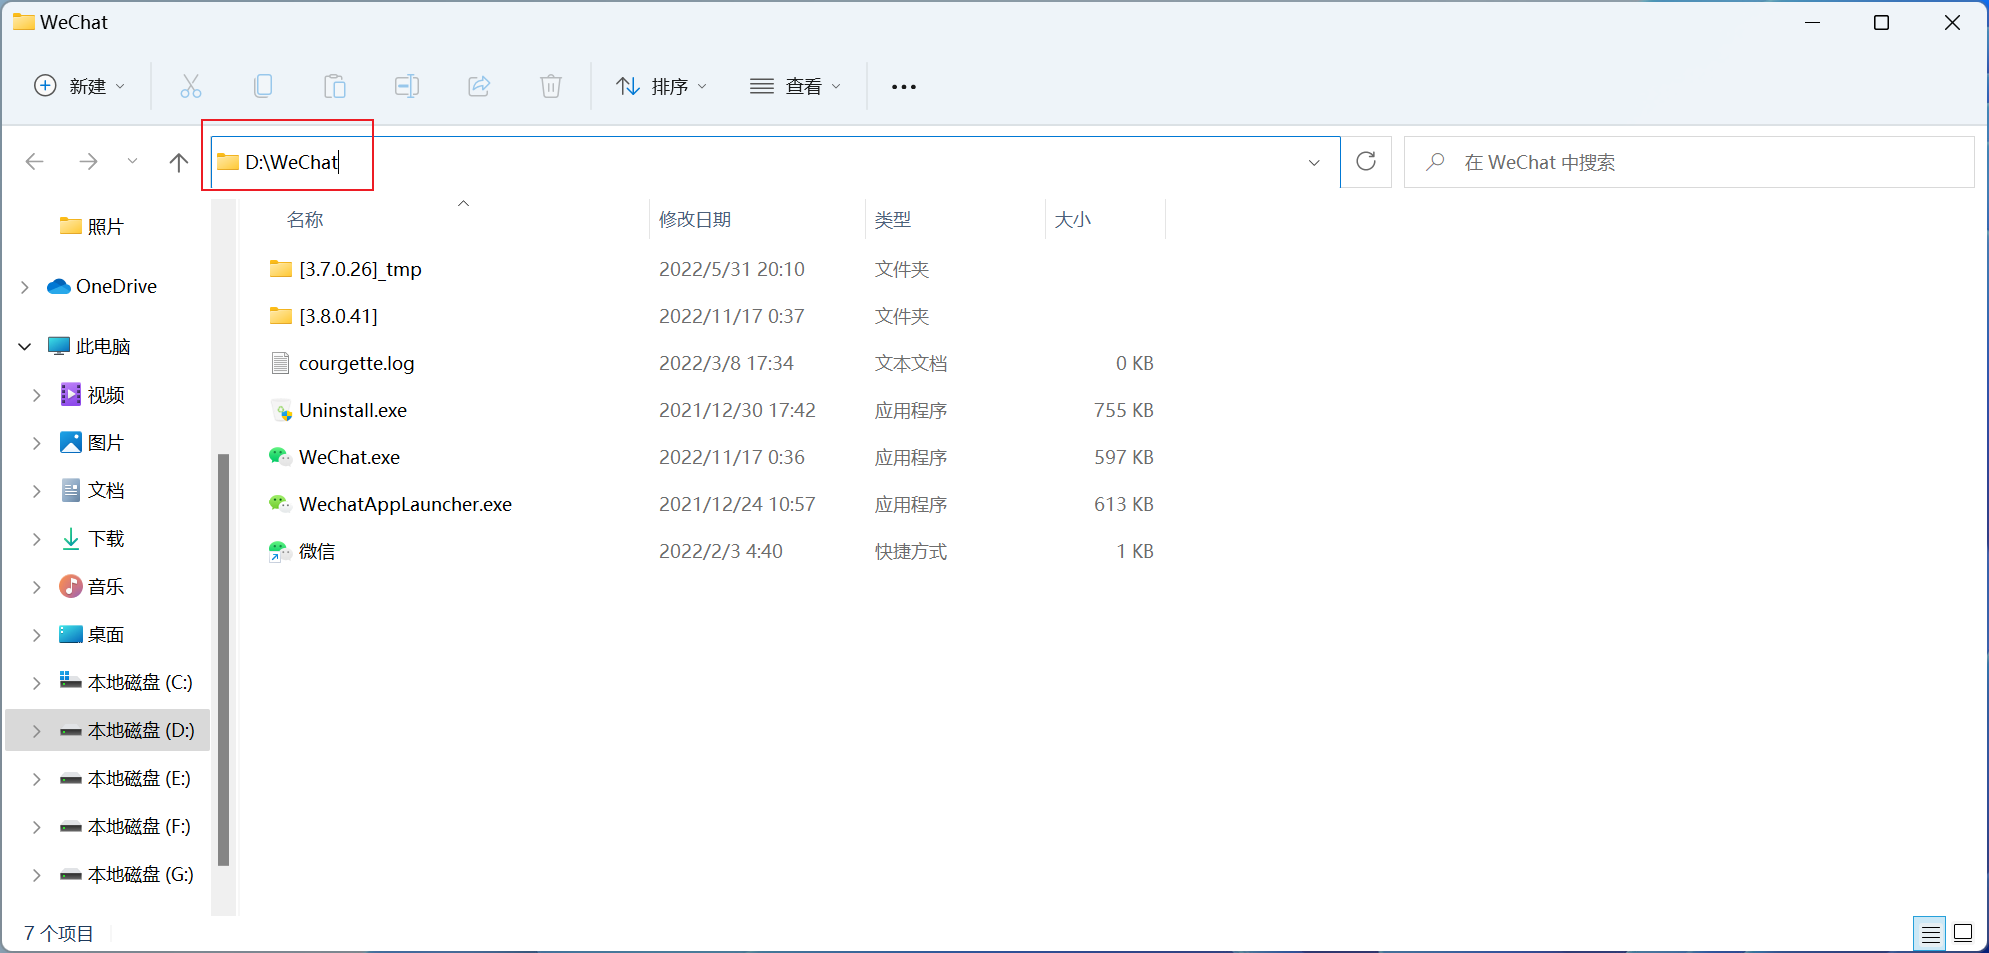 WeChat
新建 排序 查看
D:\WeChat 在 WeChat 中搜索
照片
OneDrive
此电脑
视频
图片
文档
下载
音乐
桌面
本地磁盘 (C:)
本地磁盘 (D:)
本地磁盘 (E:)
本地磁盘 (F:)
本地磁盘 (G:)
名称 修改日期 类型 大小
[3.7.0.26]_tmp 2022/5/31 20:10 文件夹
[3.8.0.41] 2022/11/17 0:37 文件夹
courgette.log 2022/3/8 17:34 文本文档 0 KB
Uninstall.exe 2021/12/30 17:42 应用程序 755 KB
WeChat.exe 2022/11/17 0:36 应用程序 597 KB
WechatAppLauncher.exe 2021/12/24 10:57 应用程序 613 KB
微信 2022/2/3 4:40 快捷方式 1 KB
7 个项目